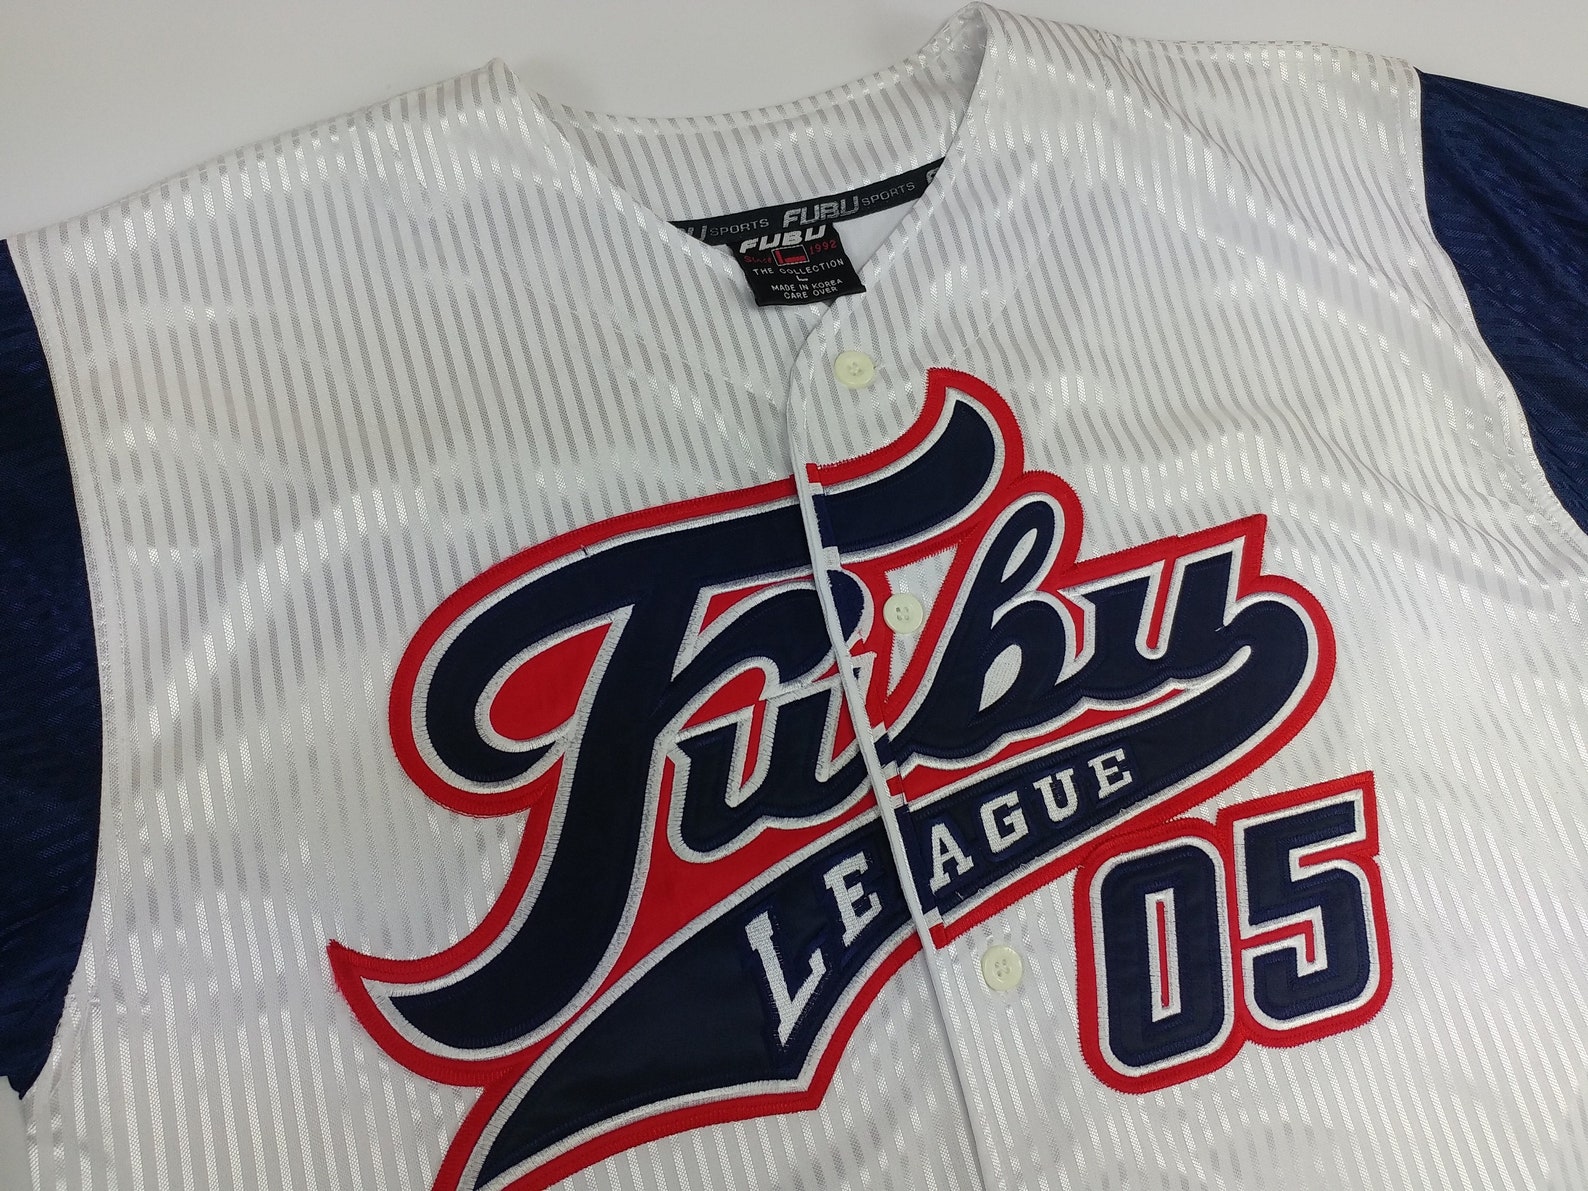 U SPORTS FUBU SPORTS F
FUBU
Since 1992
THE COLLECTION
L
MADE IN KOREA
CARE OVER
Fubu
LEAGUE
05